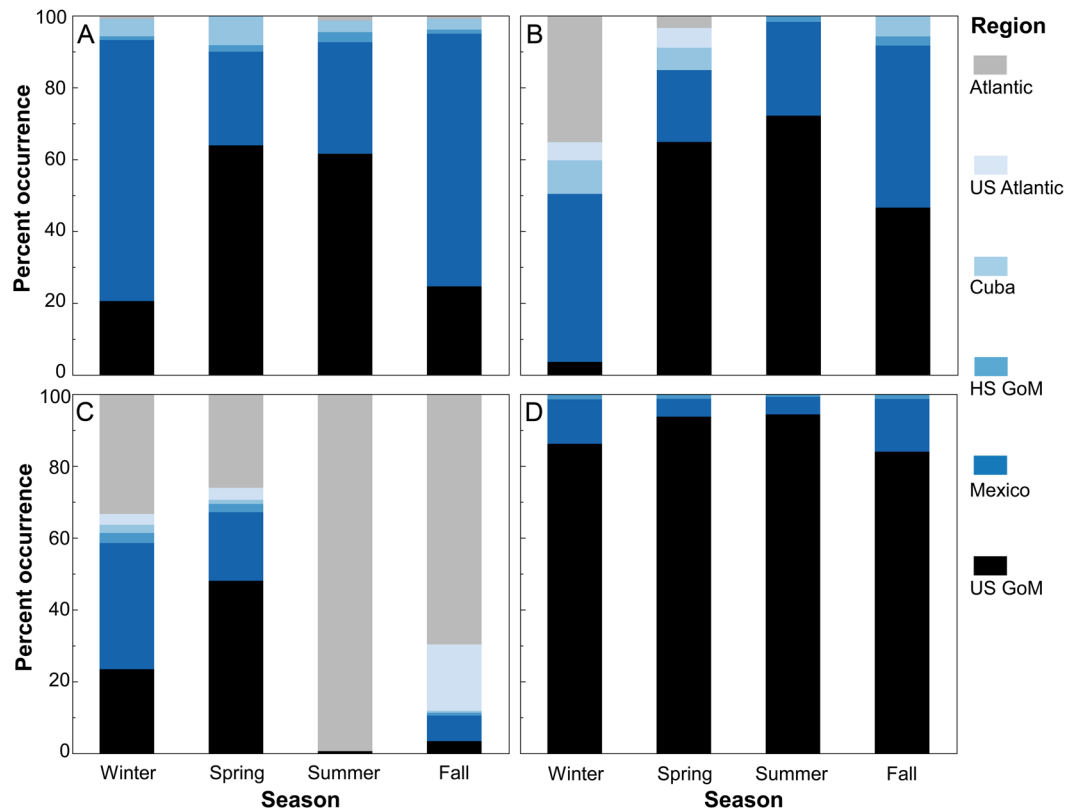 A
B
Percent occurrence
100
80
60
40
20
0
C
D
Percent occurrence
100
80
60
40
20
0
Winter
Spring
Summer
Fall
Season
Winter
Spring
Summer
Fall
Season
Region
Atlantic
US Atlantic
Cuba
HS GoM
Mexico
US GoM